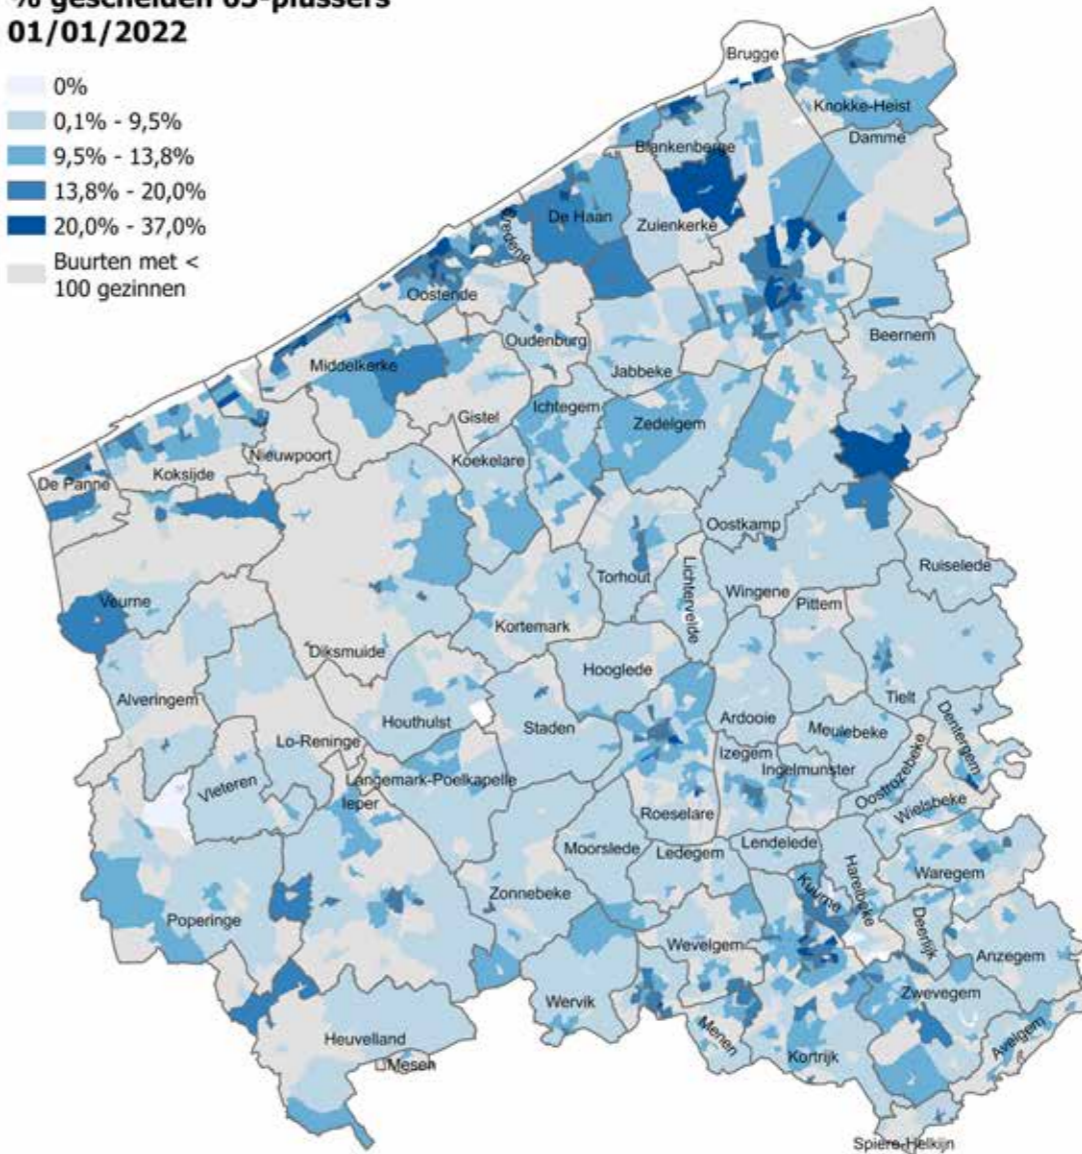 % gescheiden 65-plussers
01/01/2022
0%
0,1% - 9,5%
9,5% - 13,8%
13,8% - 20,0%
20,0% - 37,0%
Buurten met <
100 gezinnen
Brugge
Knokke-Heist
Blankenberge
Damme
De Haan
Zuienkerke
Bredene
Oostende
Oudenburg
Beernem
Middelkerke
Jabbeke
Ichtegem
Gistel
Zedelgem
Nieuwpoort
Koekelare
De Panne
Koksijde
Oostkamp
Torhout
Lichtervelde
Ruiselede
Wingene
Pittem
Veurne
Kortemark
Diksmuide
Hooglede
Alveringem
Tielt
Houthulst
Staden
Ardooie
Meulebeke
Dentergem
Lo-Reninge
Izegem
Ingelmunster
Oostrozebeke
Vleteren
Langemark-Poelkapelle
Ieper
Wielsbeke
Roeselare
Moorslede
Ledegem
Lendelede
Kuurne
Harelbeke
Waregem
Zonnebeke
Poperinge
Deerlijk
Wevelgem
Anzegem
Zwevegem
Wervik
Menen
Avelgem
Heuvelland
Kortrijk
Mesen
Spiere-Helkijn